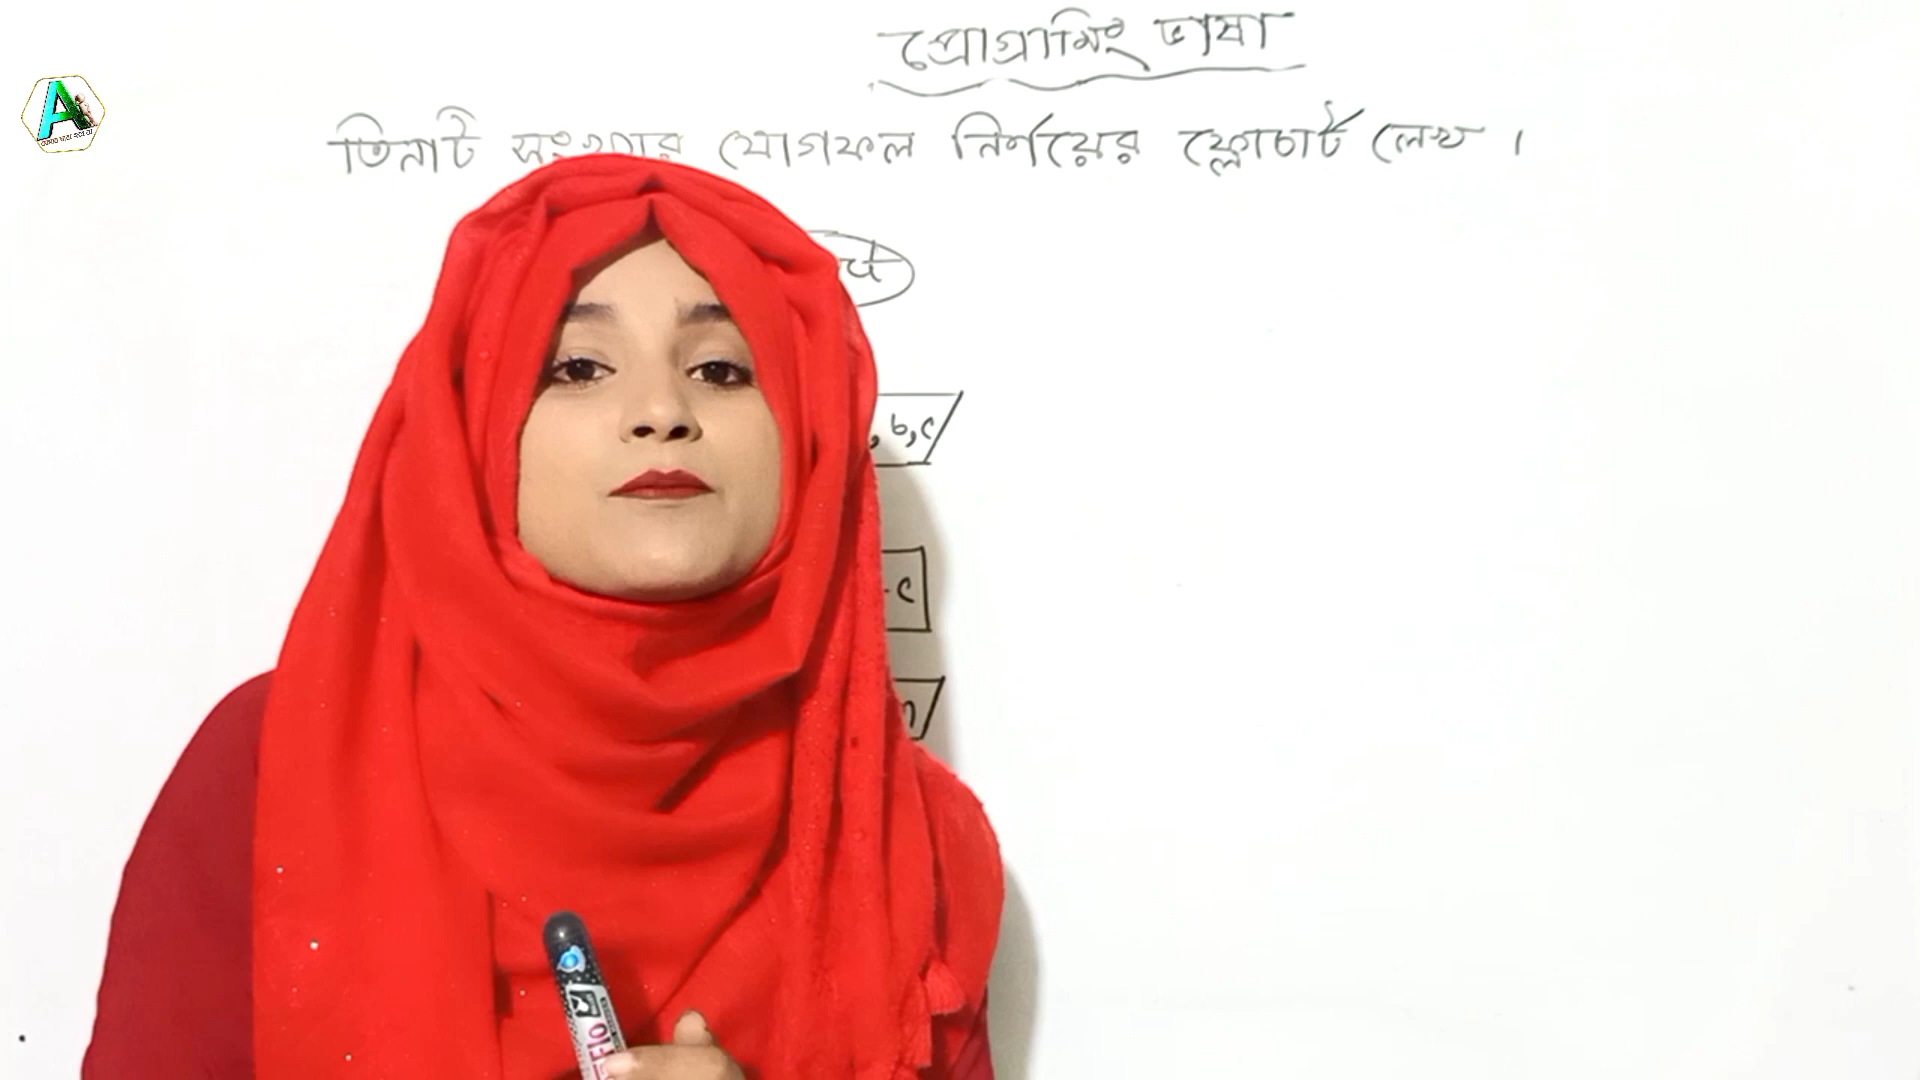 প্রোগ্রামিং ভাষা
তিনটি সংখ্যার যোগফল নির্ণয়ের ফ্লোচার্ট লেখ ।
, b, c
c